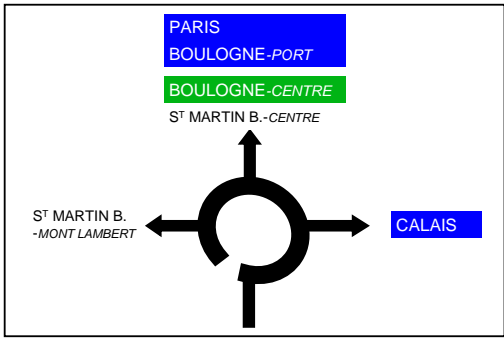 PARIS
BOULOGNE-PORT
BOULOGNE-CENTRE
Sᵀ MARTIN B.-CENTRE
Sᵀ MARTIN B.
-MONT LAMBERT
CALAIS